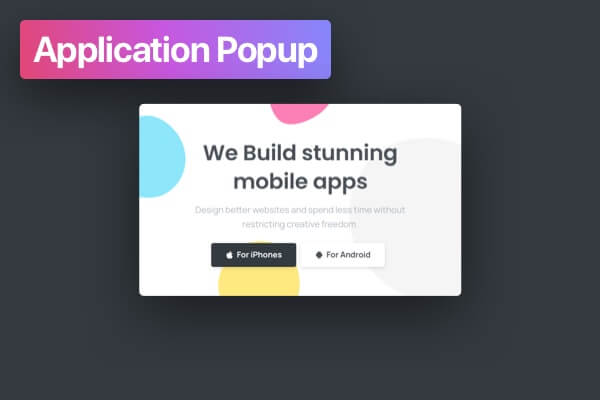 Application Popup
We Build stunning
mobile apps
Design better websites and spend less time without
restricting creative freedom
For iPhones
For Android